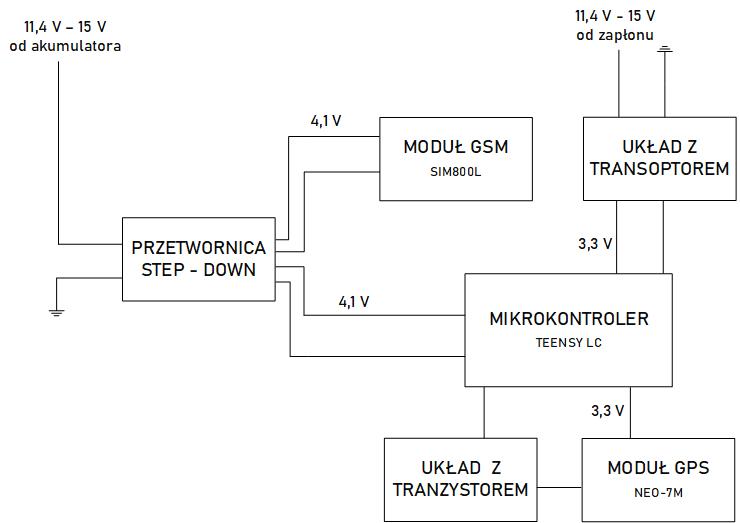 11,4 V – 15 V
od akumulatora
11,4 V - 15 V
od zapłonu
4,1 V
MODUŁ GSM
SIM800L
UKŁAD Z
TRANSOPTOREM
PRZETWORNICA
STEP - DOWN
3,3 V
4,1 V
MIKROKONTROLER
TEENSY LC
3,3 V
UKŁAD Z
TRANZYSTOREM
MODUŁ GPS
NEO-7M